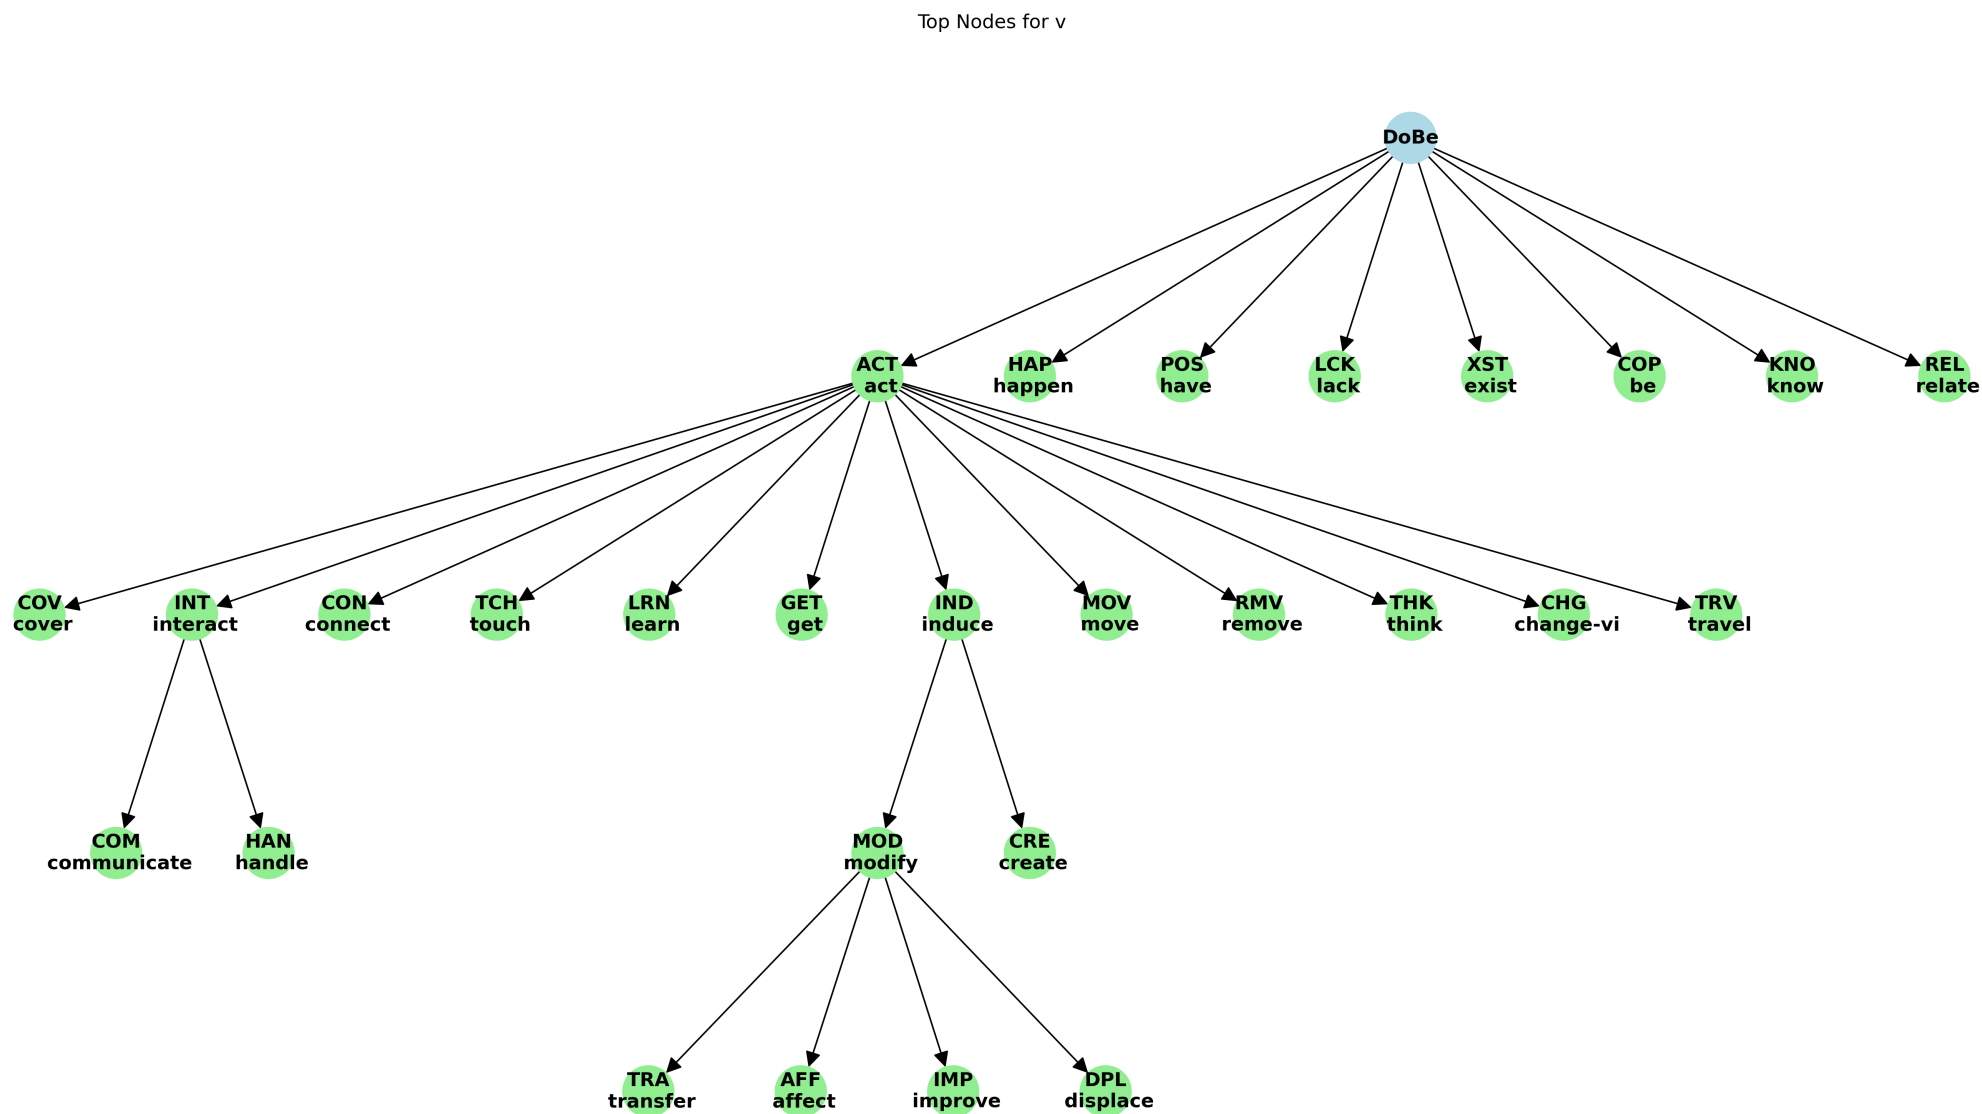 Top Nodes for v
DoBe
ACT
act
HAP
happen
POS
have
LCK
lack
XST
exist
COP
be
KNO
know
REL
relate
COV
cover
INT
interact
CON
connect
TCH
touch
LRN
learn
GET
get
IND
induce
MOV
move
RMV
remove
THK
think
CHG
change-vi
TRV
travel
COM
communicate
HAN
handle
MOD
modify
CRE
create
TRA
transfer
AFF
affect
IMP
improve
DPL
displace